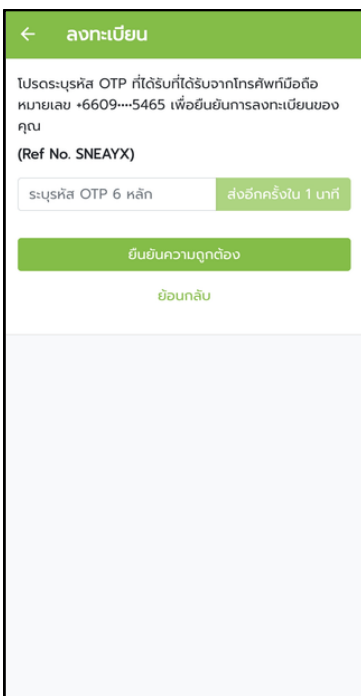 ← ลงทะเบียน
โปรดระบุรหัส OTP ที่ได้รับที่ได้รับจากโทรศัพท์มือถือ
หมายเลข +6609····5465 เพื่อยืนยันการลงทะเบียนของ
คุณ
(Ref No. SNEAYX)
ระบุรหัส OTP 6 หลัก ส่งอีกครั้งใน 1 นาที
ยืนยันความถูกต้อง
ย้อนกลับ